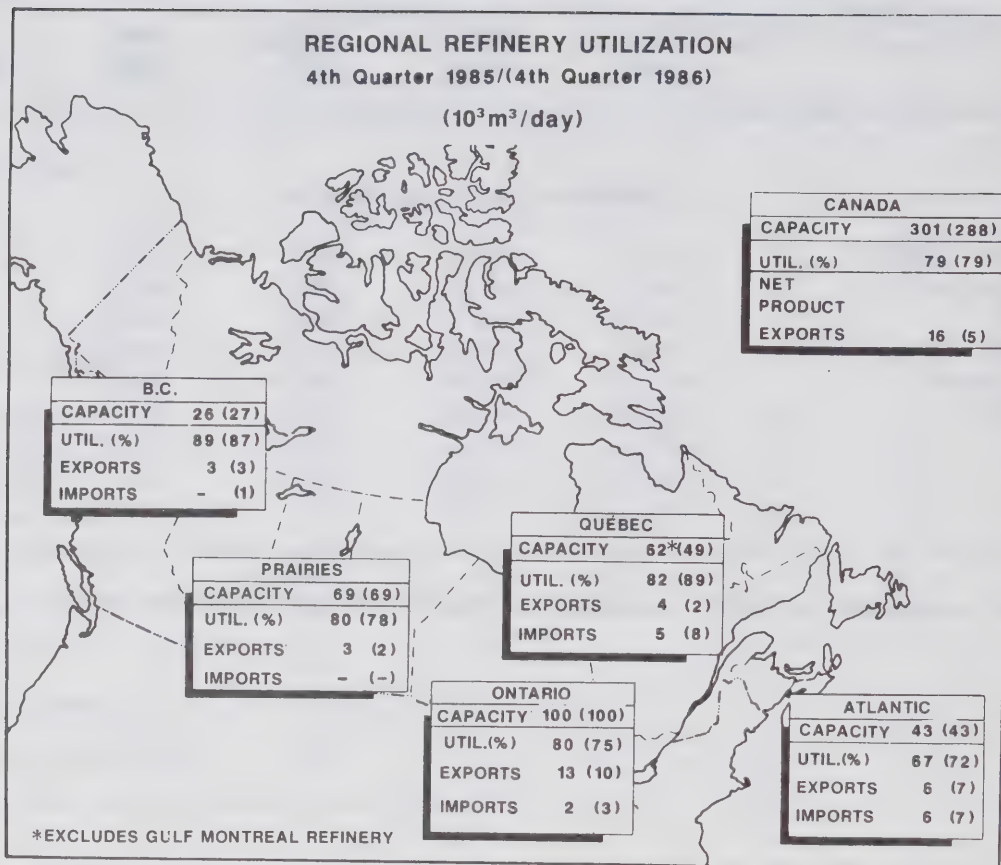 REGIONAL REFINERY UTILIZATION
4th Quarter 1985/(4th Quarter 1986)
(10³m³/day)
CANADA
CAPACITY 301 (288)
UTIL. (%) 79 (79)
NET
PRODUCT
EXPORTS 16 (5)
B.C.
CAPACITY 26 (27)
UTIL. (%) 89 (87)
EXPORTS 3 (3)
IMPORTS - (1)
QUÉBEC
CAPACITY 62*(49)
UTIL. (%) 82 (89)
EXPORTS 4 (2)
IMPORTS 5 (8)
PRAIRIES
CAPACITY 69 (69)
UTIL. (%) 80 (78)
EXPORTS 3 (2)
IMPORTS - (-)
ONTARIO
CAPACITY 100 (100)
UTIL.(%) 80 (75)
EXPORTS 13 (10)
IMPORTS 2 (3)
ATLANTIC
CAPACITY 43 (43)
UTIL.(%) 67 (72)
EXPORTS 6 (7)
IMPORTS 6 (7)
*EXCLUDES GULF MONTREAL REFINERY